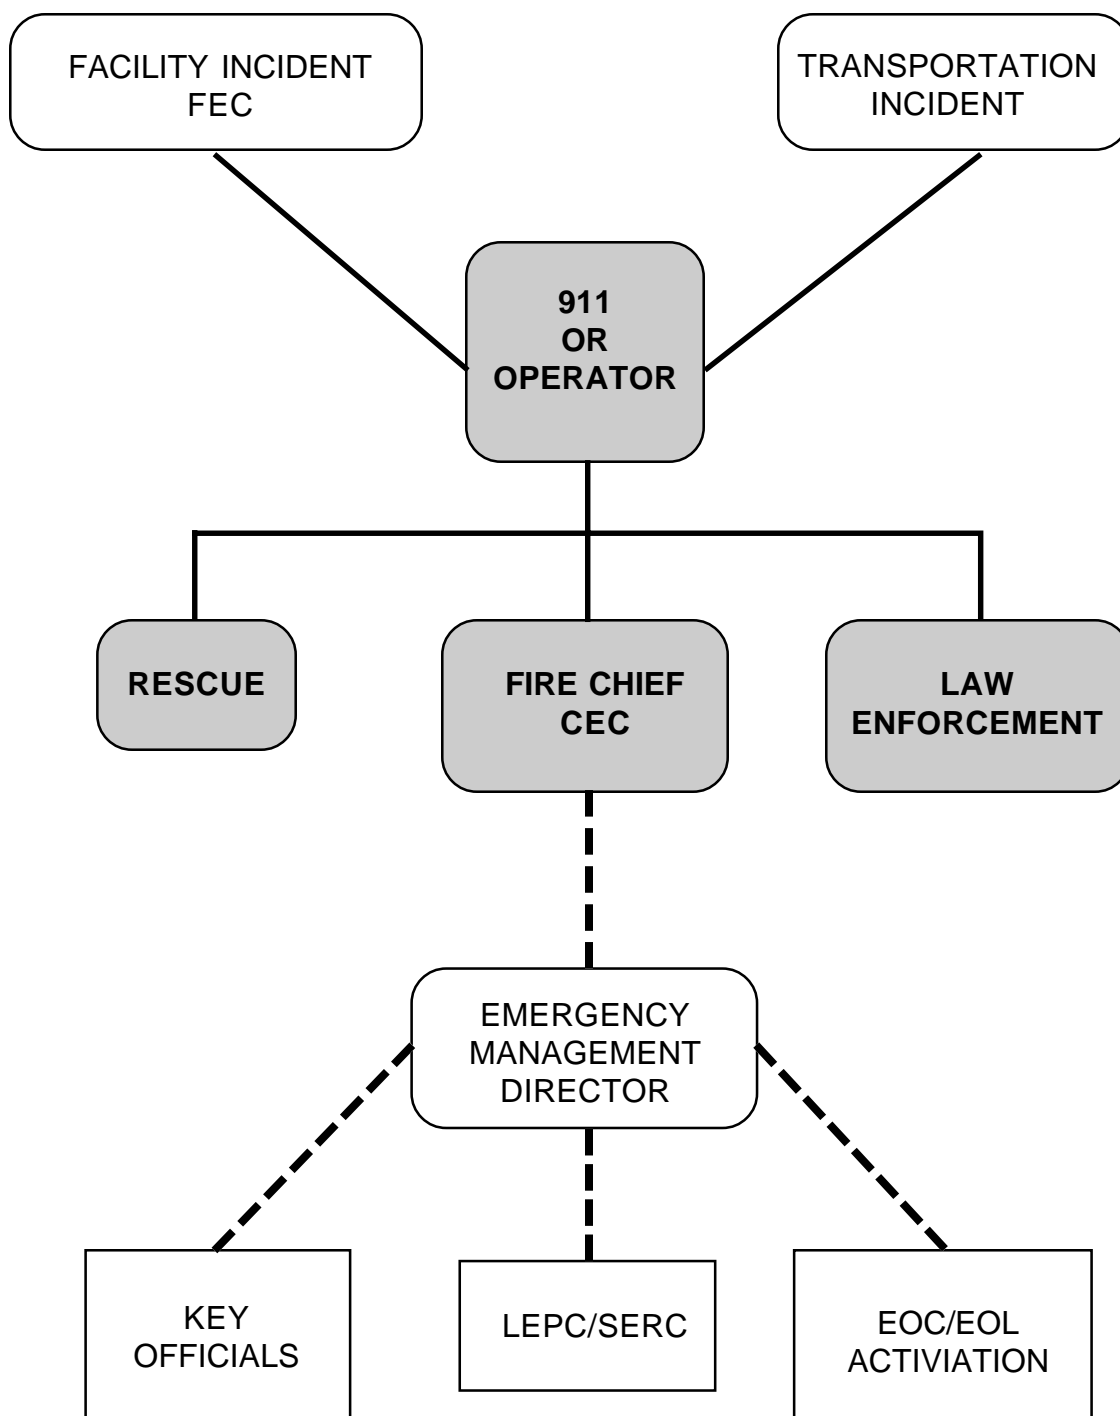 FACILITY INCIDENT
FEC
TRANSPORTATION
INCIDENT
911
OR
OPERATOR
RESCUE
FIRE CHIEF
CEC
LAW
ENFORCEMENT
EMERGENCY
MANAGEMENT
DIRECTOR
KEY
OFFICIALS
LEPC/SERC
EOC/EOL
ACTIVIATION